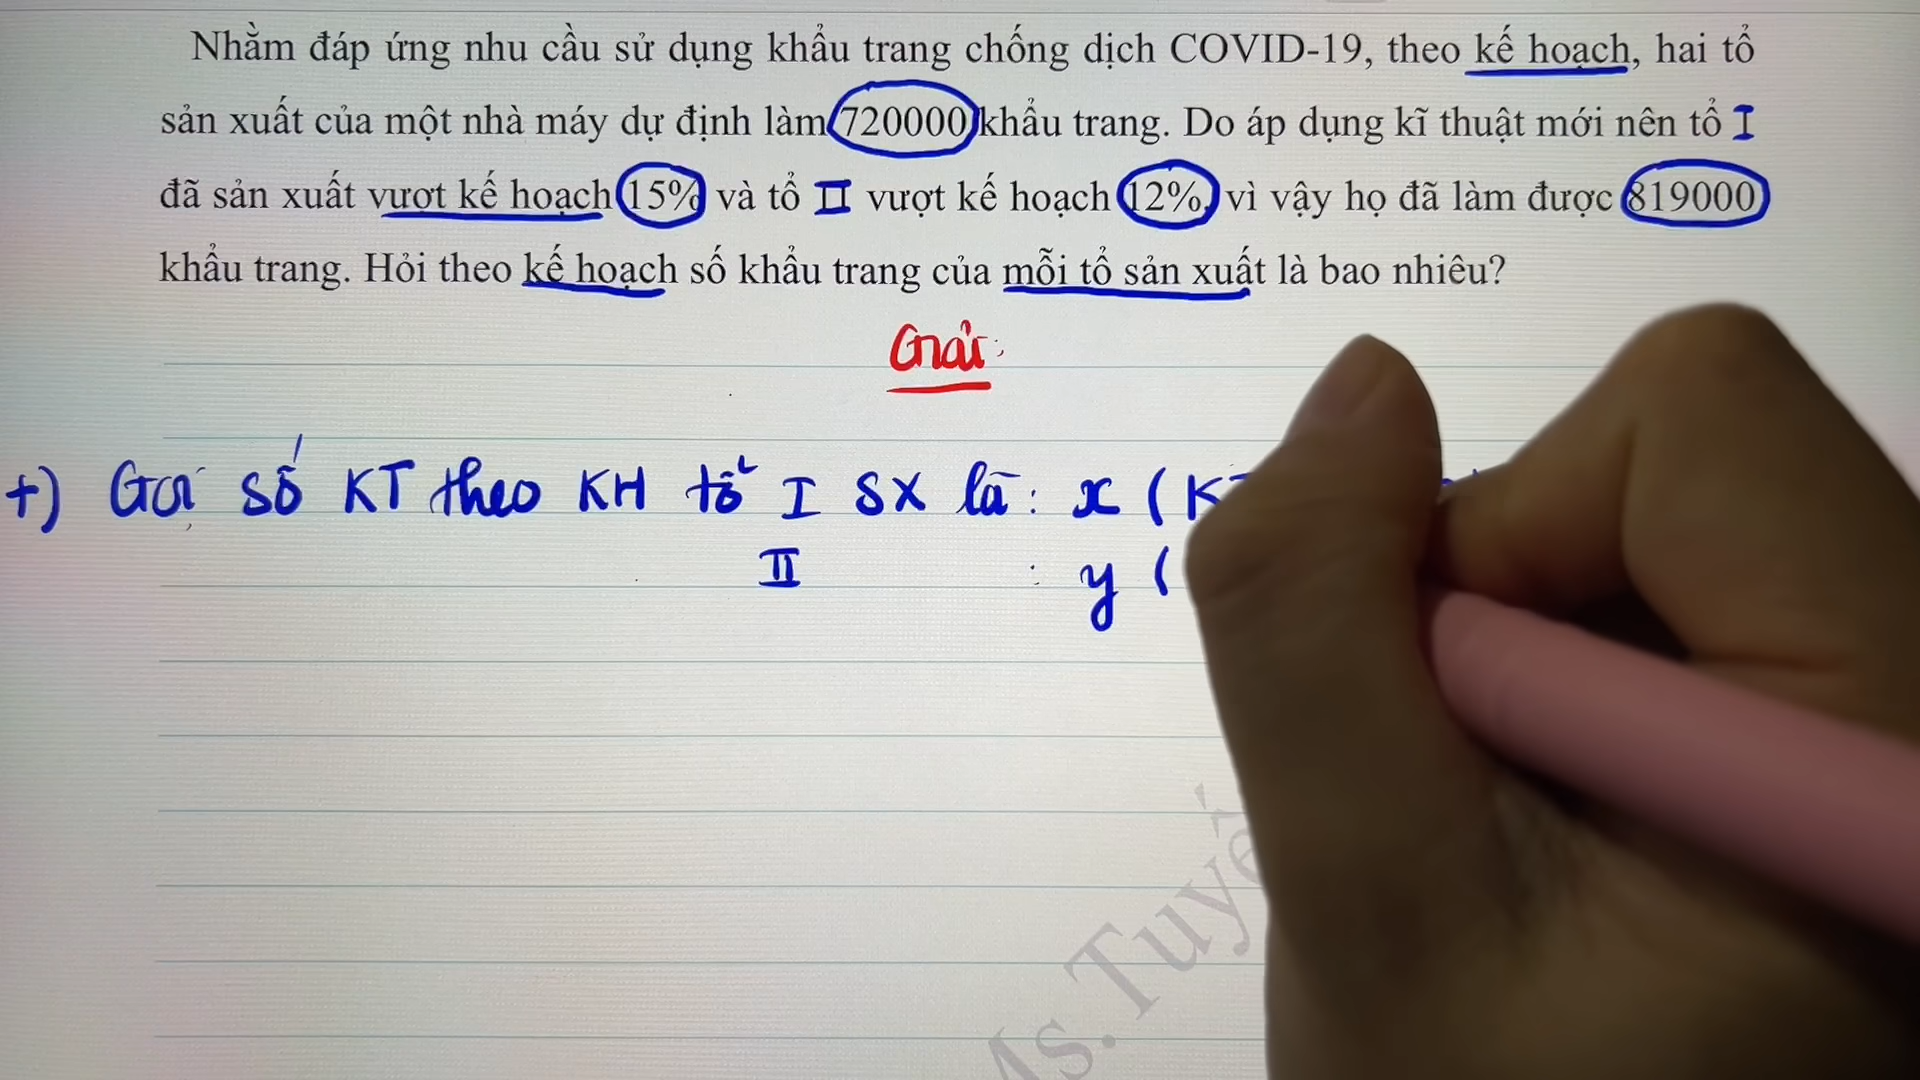 Nhằm đáp ứng nhu cầu sử dụng khẩu trang chống dịch COVID-19, theo kế hoạch, hai tổ
sản xuất của một nhà máy dự định làm 720000 khẩu trang. Do áp dụng kĩ thuật mới nên tổ I
đã sản xuất vượt kế hoạch 15% và tổ II vượt kế hoạch 12%, vì vậy họ đã làm được 819000
khẩu trang. Hỏi theo kế hoạch số khẩu trang của mỗi tổ sản xuất là bao nhiêu?
Giải:
+) Gọi số KT theo KH tổ I SX là: x (K
II : y (
Ms. Tuyế